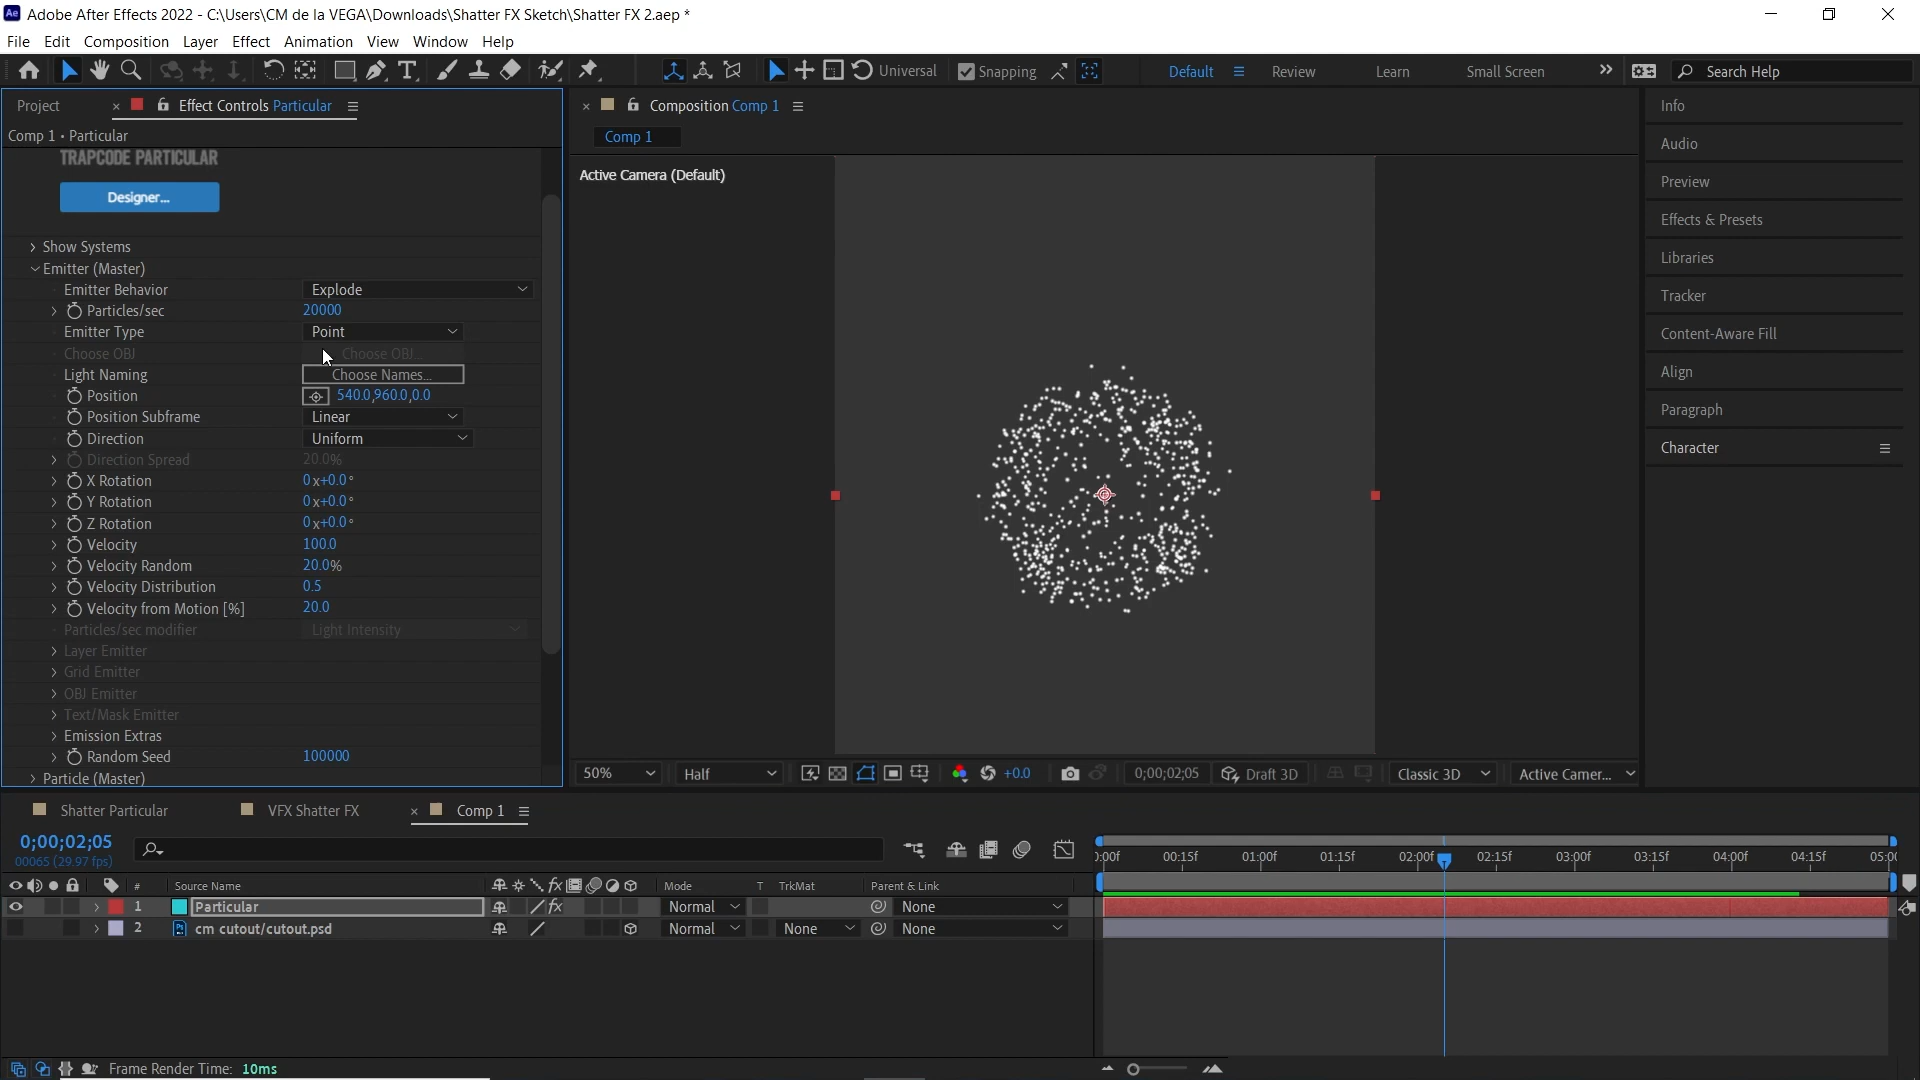 Adobe After Effects 2022 - C:\Users\CM de la VEGA\Downloads\Shatter FX Sketch\Shatter FX 2.aep *
File Edit Composition Layer Effect Animation View Window Help
Universal Snapping Default Review Learn Small Screen Search Help
Project Effect Controls Particular
Comp 1 • Particular
TRAPCODE PARTICULAR
Designer...
Show Systems
Emitter (Master)
Emitter Behavior Explode
Particles/sec 20000
Emitter Type Point
Choose OBJ Choose OBJ...
Light Naming Choose Names...
Position 540.0,960.0,0.0
Position Subframe Linear
Direction Uniform
Direction Spread 20.0%
X Rotation 0x+0.0°
Y Rotation 0x+0.0°
Z Rotation 0x+0.0°
Velocity 100.0
Velocity Random 20.0%
Velocity Distribution 0.5
Velocity from Motion [%] 20.0
Particles/sec modifier Light Intensity
Layer Emitter
Grid Emitter
OBJ Emitter
Text/Mask Emitter
Emission Extras
Random Seed 100000
Particle (Master)
Composition Comp 1
Comp 1
Active Camera (Default)
50% Half +0.0 0;00;02;05 Draft 3D Classic 3D Active Camer...
Info
Audio
Preview
Effects & Presets
Libraries
Tracker
Content-Aware Fill
Align
Paragraph
Character
Shatter Particular VFX Shatter FX Comp 1
0;00;02;05
00065 (29.97 fps)
):00f 00:15f 01:00f 01:15f 02:00f 02:15f 03:00f 03:15f 04:00f 04:15f 05:00
# Source Name fx Mode T TrkMat Parent & Link
1 Particular fx Normal None
2 Ps cm cutout/cutout.psd Normal None None
Frame Render Time: 10ms